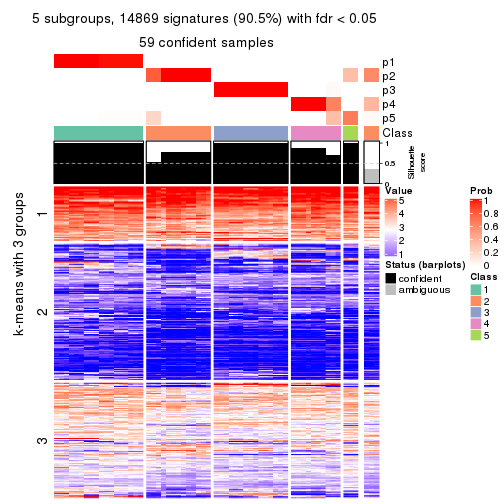 5 subgroups, 14869 signatures (90.5%) with fdr < 0.05
59 confident samples
p1
p2
p3
p4
p5
Class
1
0.5
0
Silhouette
score
k-means with 3 groups
1
2
3
Value
5
4
3
2
1
Status (barplots)
confident
ambiguous
Prob
1
0.8
0.6
0.4
0.2
0
Class
1
2
3
4
5